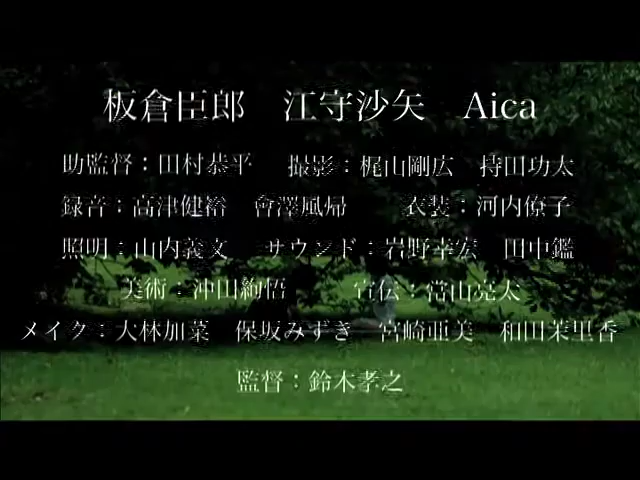 板倉臣郎　江守沙矢　Aica
助監督：田村恭平　撮影：梶山剛広　持田功太
録音：高津健裕　會澤風帰　衣装：河内僚子
照明：山内義文　サウンド：岩野幸宏　田中鑑
美術：沖田絢悟　宣伝：常山亮太
メイク：大林加菜　保坂みずき　宮崎亜美　和田茉里香
監督：鈴木孝之